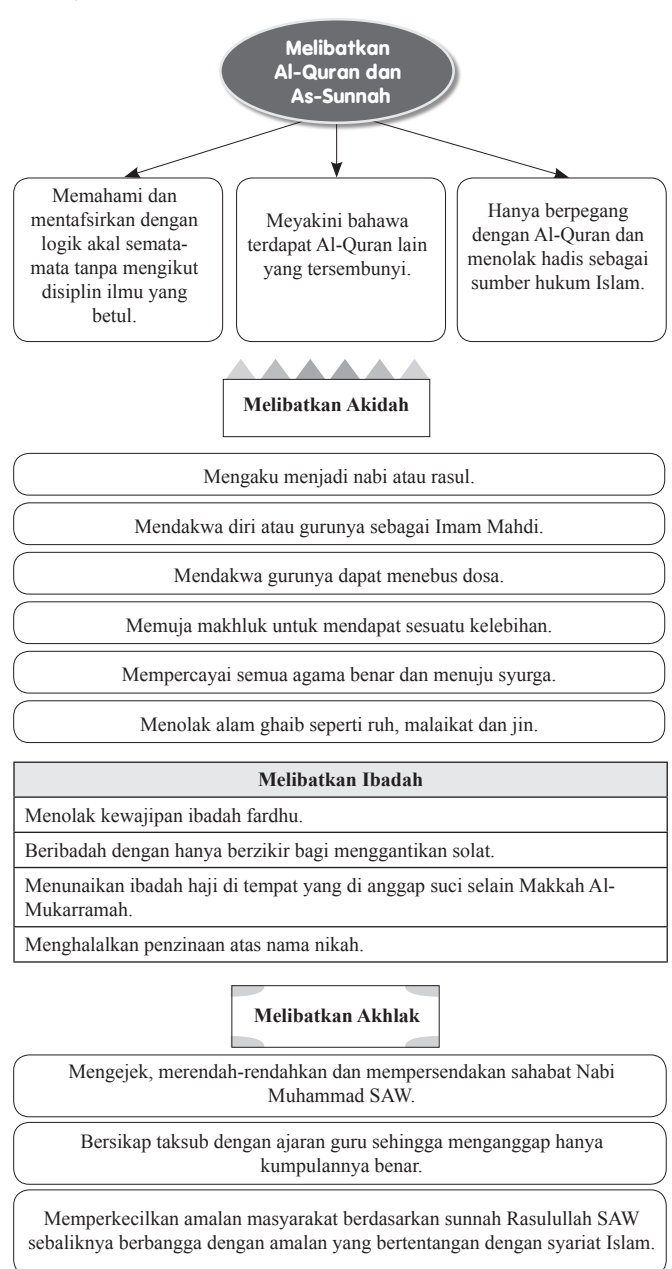 Melibatkan
Al-Quran dan
As-Sunnah
Memahami dan
mentafsirkan dengan
logik akal semata-
mata tanpa mengikut
disiplin ilmu yang
betul.
Meyakini bahawa
terdapat Al-Quran lain
yang tersembunyi.
Hanya berpegang
dengan Al-Quran dan
menolak hadis sebagai
sumber hukum Islam.
Melibatkan Akidah
Mengaku menjadi nabi atau rasul.
Mendakwa diri atau gurunya sebagai Imam Mahdi.
Mendakwa gurunya dapat menebus dosa.
Memuja makhluk untuk mendapat sesuatu kelebihan.
Mempercayai semua agama benar dan menuju syurga.
Menolak alam ghaib seperti ruh, malaikat dan jin.
Melibatkan Ibadah
Menolak kewajipan ibadah fardhu.
Beribadah dengan hanya berzikir bagi menggantikan solat.
Menunaikan ibadah haji di tempat yang di anggap suci selain Makkah Al-
Mukarramah.
Menghalalkan penzinaan atas nama nikah.
Melibatkan Akhlak
Mengejek, merendah-rendahkan dan mempersendakan sahabat Nabi
Muhammad SAW.
Bersikap taksub dengan ajaran guru sehingga menganggap hanya
kumpulannya benar.
Memperkecilkan amalan masyarakat berdasarkan sunnah Rasulullah SAW
sebaliknya berbangga dengan amalan yang bertentangan dengan syariat Islam.